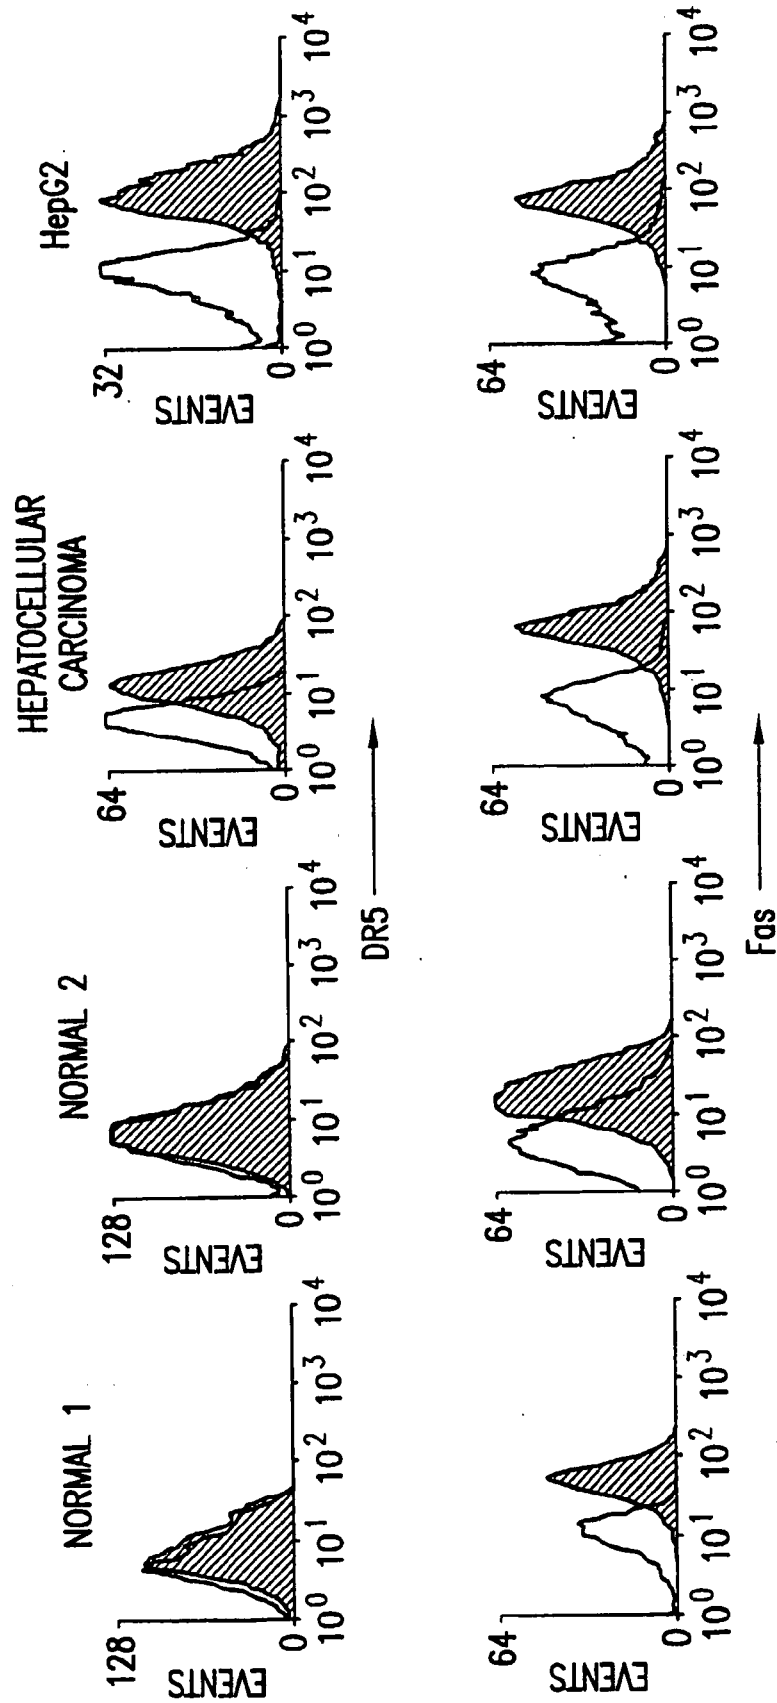 NORMAL 1
NORMAL 2
HEPATOCELLULAR
CARCINOMA
HepG2
128
EVENTS
0
10⁰ 10¹ 10² 10³ 10⁴
128
EVENTS
0
10⁰ 10¹ 10² 10³ 10⁴
64
EVENTS
0
10⁰ 10¹ 10² 10³ 10⁴
32
EVENTS
0
10⁰ 10¹ 10² 10³ 10⁴
DR5
64
EVENTS
0
10⁰ 10¹ 10² 10³ 10⁴
64
EVENTS
0
10⁰ 10¹ 10² 10³ 10⁴
64
EVENTS
0
10⁰ 10¹ 10² 10³ 10⁴
64
EVENTS
0
10⁰ 10¹ 10² 10³ 10⁴
Fas